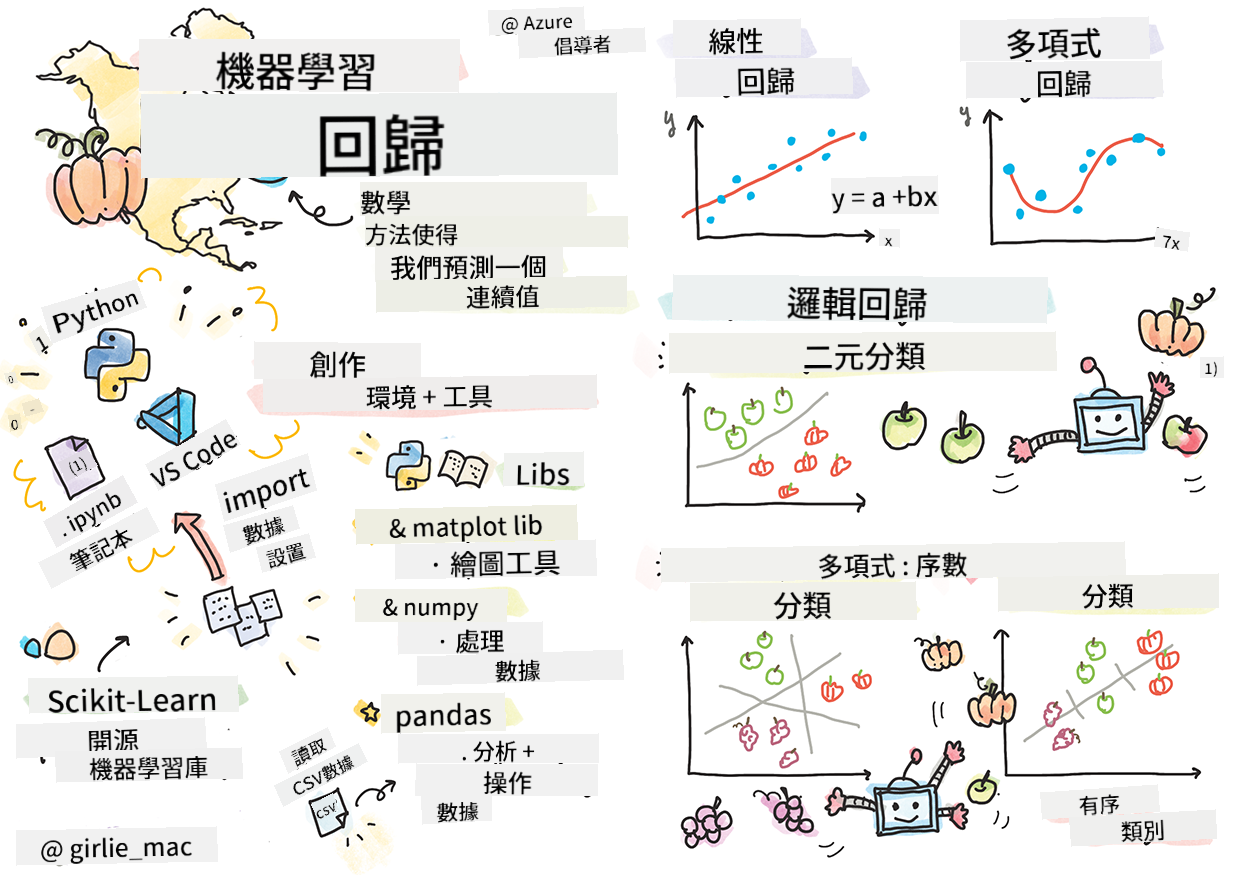 @ Azure
倡導者
機器學習
回歸
數學
方法使得
我們預測一個
連續值
1 Python
創作
環境 + 工具
VS Code
(1)
.ipynb
筆記本
import
數據
設置
Libs
& matplot lib
· 繪圖工具
& numpy
· 處理
數據
Scikit-Learn
開源
機器學習庫
pandas
. 分析 +
操作
數據
讀取
CSV數據
CSV
@ girlie_mac
線性
回歸
y
y = a +bx
x
多項式
回歸
y
7x
邏輯回歸
二元分類
1)
多項式 : 序數
分類
分類
有序
類別